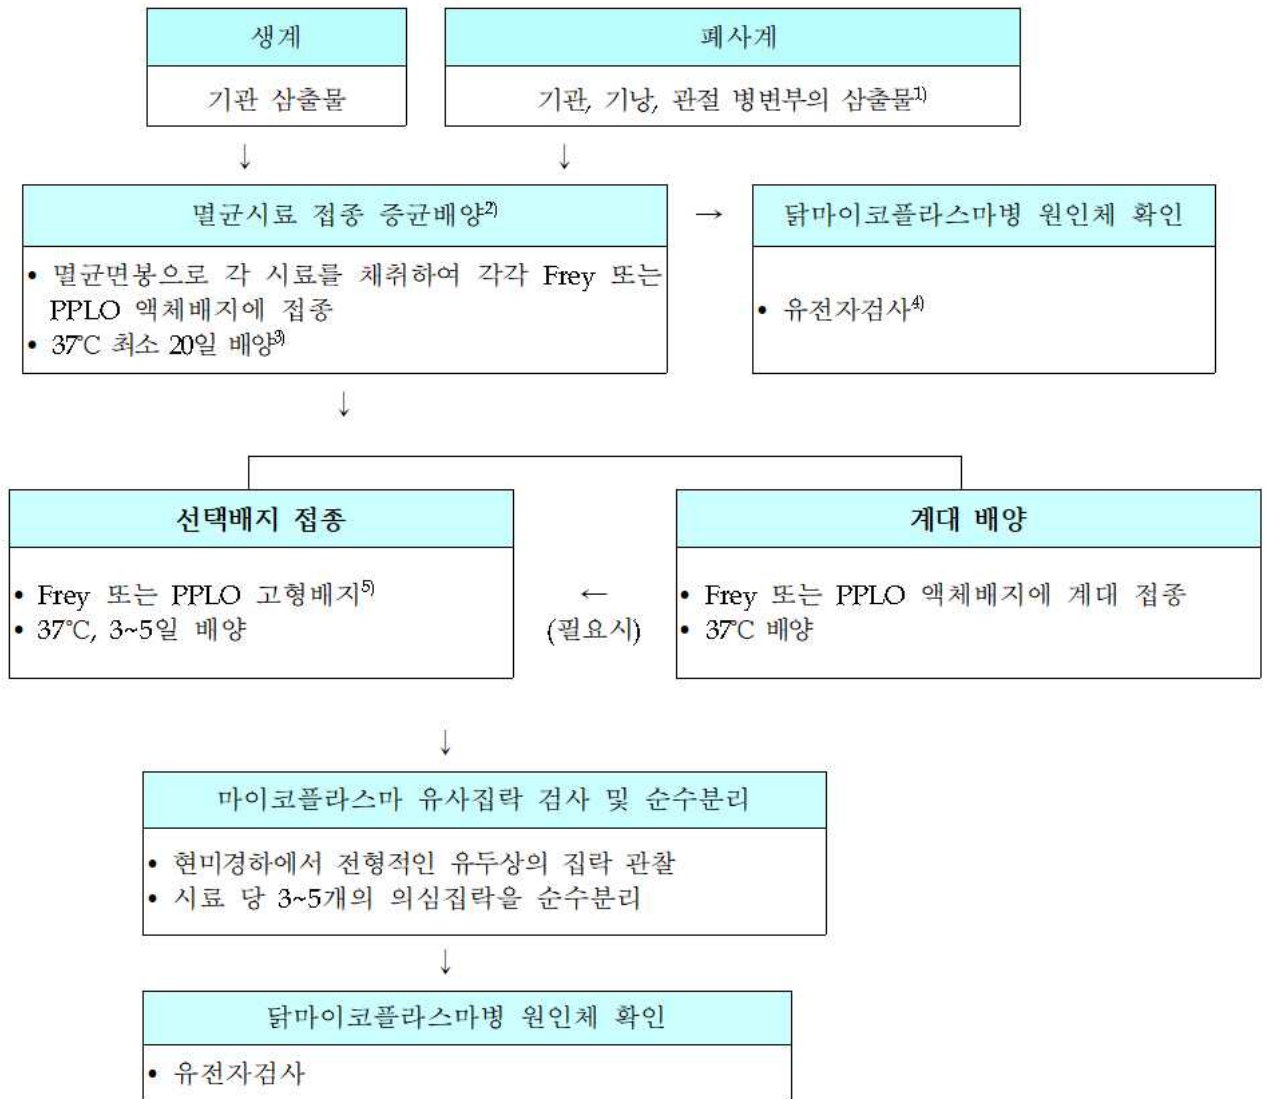 생계
폐사계
기관 삼출물
기관, 기낭, 관절 병변부의 삼출물1)
↓
↓
멸균시료 접종 증균배양2)
→
닭마이코플라스마병 원인체 확인
• 멸균면봉으로 각 시료를 채취하여 각각 Frey 또는
PPLO 액체배지에 접종
• 37℃ 최소 20일 배양3)
• 유전자검사4)
↓
선택배지 접종
계대 배양
• Frey 또는 PPLO 고형배지5)
• 37℃, 3~5일 배양
←
(필요시)
• Frey 또는 PPLO 액체배지에 계대 접종
• 37℃ 배양
↓
마이코플라스마 유사집락 검사 및 순수분리
• 현미경하에서 전형적인 유두상의 집락 관찰
• 시료 당 3~5개의 의심집락을 순수분리
↓
닭마이코플라스마병 원인체 확인
• 유전자검사